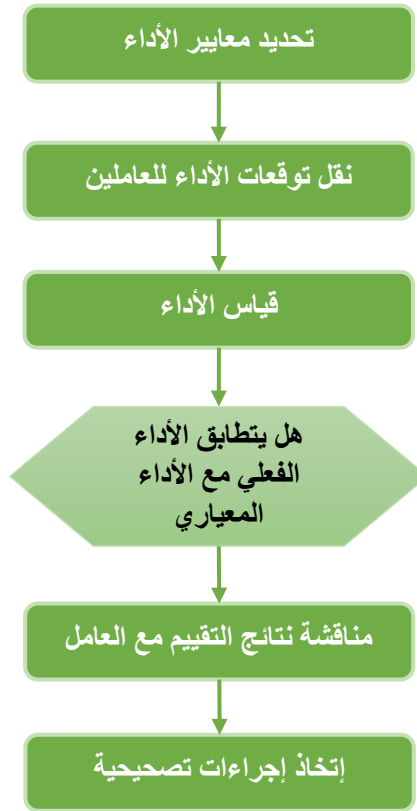 تحديد معايير الأداء
نقل توقعات الأداء للعاملين
قياس الأداء
هل يتطابق الأداء
الفعلي مع الأداء
المعياري
مناقشة نتائج التقييم مع العامل
إتخاذ إجراءات تصحيحية